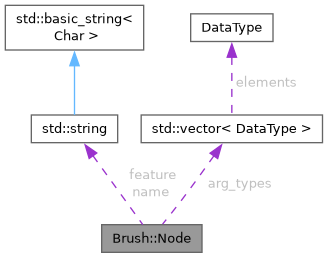 std::basic_string<
Char >
DataType
elements
std::string
std::vector< DataType >
feature
name
arg_types
Brush::Node